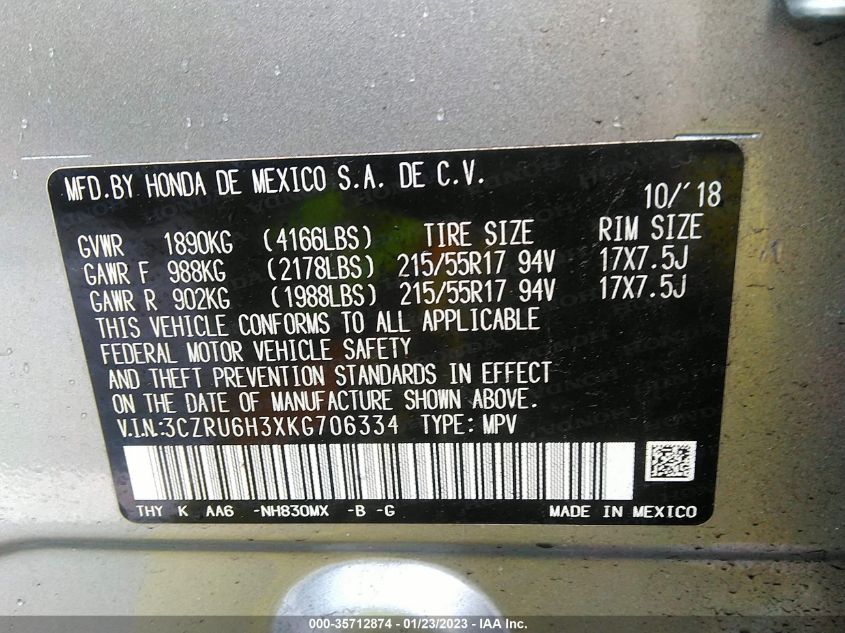 MFD.BY HONDA DE MEXICO S.A. DE C.V. 10/'18
GVWR 1890KG (4166LBS) TIRE SIZE RIM SIZE
GAWR F 988KG (2178LBS) 215/55R17 94V 17X7.5J
GAWR R 902KG (1988LBS) 215/55R17 94V 17X7.5J
THIS VEHICLE CONFORMS TO ALL APPLICABLE
FEDERAL MOTOR VEHICLE SAFETY
AND THEFT PREVENTION STANDARDS IN EFFECT
ON THE DATE OF MANUFACTURE SHOWN ABOVE.
V.I.N:3CZRU6H3XKG706334 TYPE: MPV
THY K AA6 -NH830MX -B -G MADE IN MEXICO
000-35712874 / 01/23/2023 - IAA Inc.